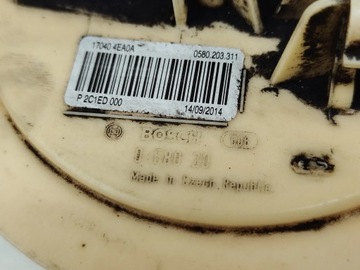 17040 4EA0A 0580.203.311
P 2C1ED 000 14/09/2014
BOSCH
Made in Czech Republic